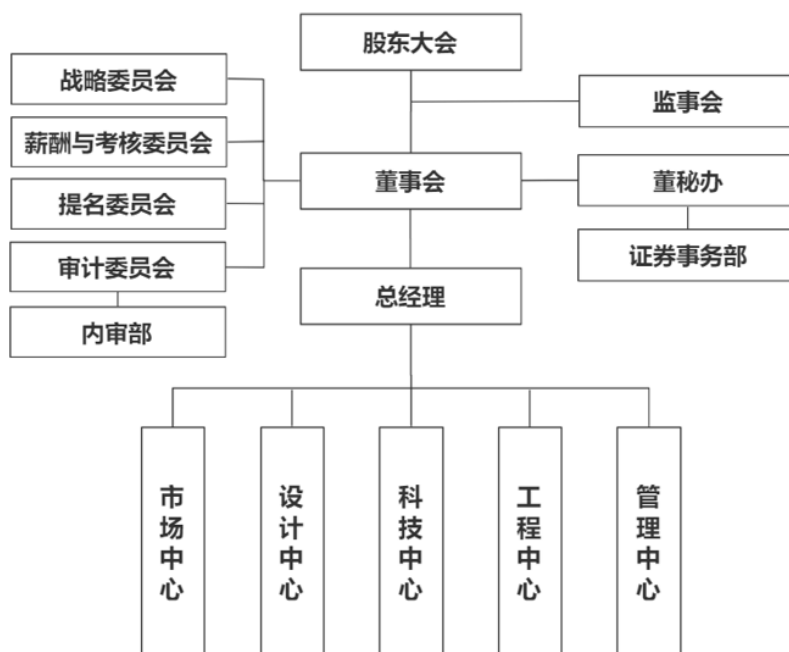 股东大会
战略委员会
监事会
薪酬与考核委员会
董事会
董秘办
提名委员会
审计委员会
证券事务部
总经理
内审部
市场中心
设计中心
科技中心
工程中心
管理中心